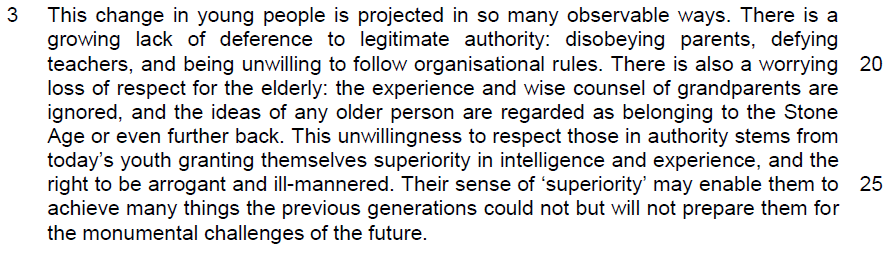 3 This change in young people is projected in so many observable ways. There is a
growing lack of deference to legitimate authority: disobeying parents, defying
teachers, and being unwilling to follow organisational rules. There is also a worrying 20
loss of respect for the elderly: the experience and wise counsel of grandparents are
ignored, and the ideas of any older person are regarded as belonging to the Stone
Age or even further back. This unwillingness to respect those in authority stems from
today’s youth granting themselves superiority in intelligence and experience, and the
right to be arrogant and ill-mannered. Their sense of ‘superiority’ may enable them to 25
achieve many things the previous generations could not but will not prepare them for
the monumental challenges of the future.